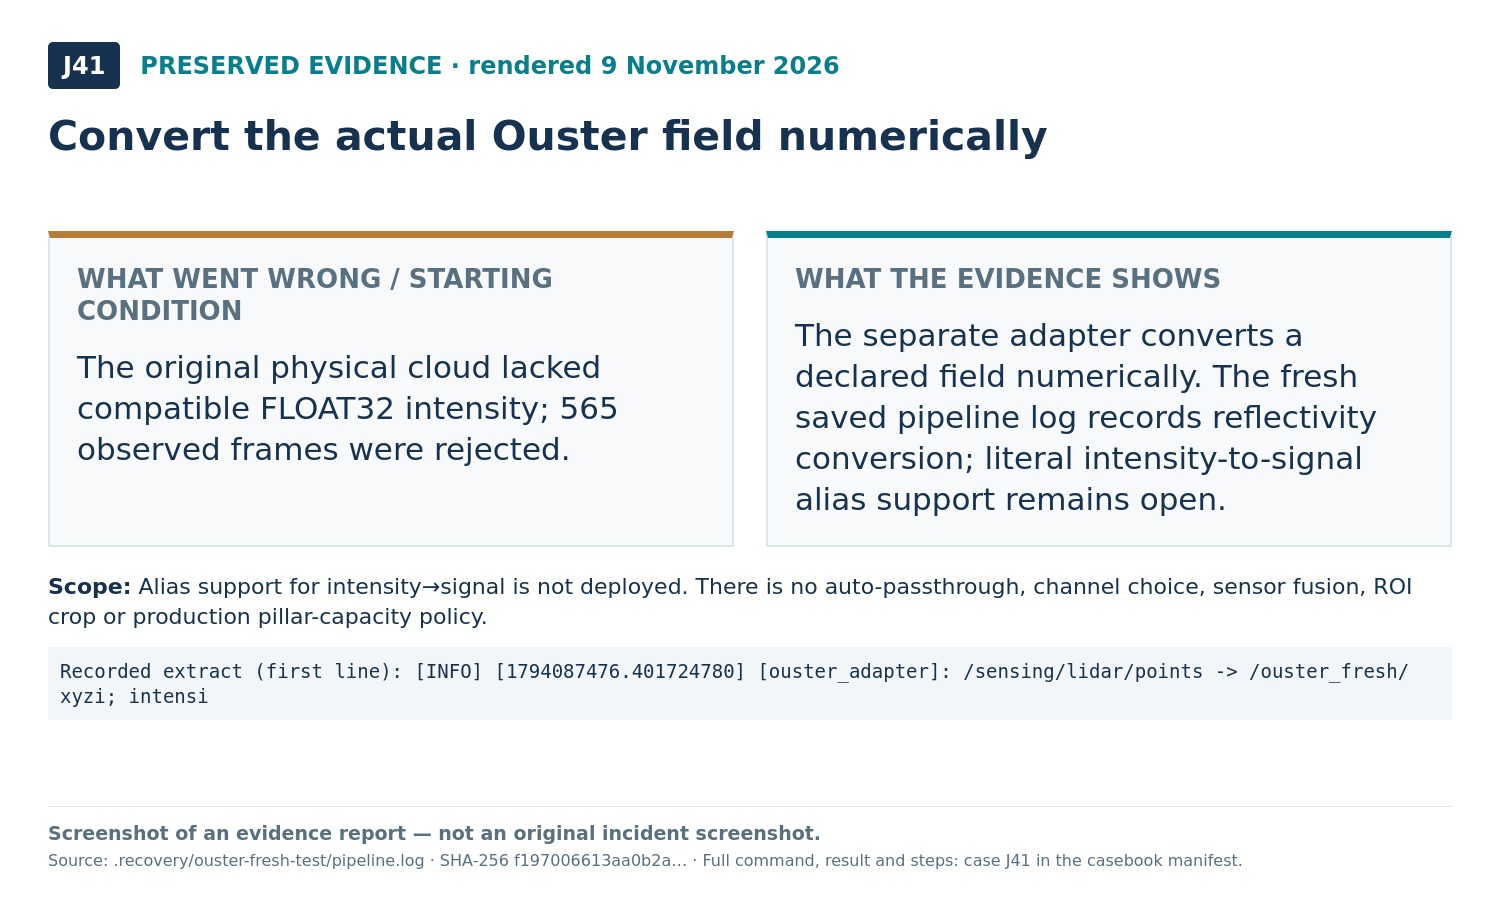 J41
PRESERVED EVIDENCE · rendered 9 November 2026
Convert the actual Ouster field numerically
WHAT WENT WRONG / STARTING
CONDITION
The original physical cloud lacked
compatible FLOAT32 intensity; 565
observed frames were rejected.
WHAT THE EVIDENCE SHOWS
The separate adapter converts a
declared field numerically. The fresh
saved pipeline log records reflectivity
conversion; literal intensity-to-signal
alias support remains open.
Scope: Alias support for intensity→signal is not deployed. There is no auto-passthrough, channel choice, sensor fusion, ROI
crop or production pillar-capacity policy.
Recorded extract (first line): [INFO] [1794087476.401724780] [ouster_adapter]: /sensing/lidar/points -> /ouster_fresh/
xyzi; intensi
Screenshot of an evidence report — not an original incident screenshot.
Source: .recovery/ouster-fresh-test/pipeline.log · SHA-256 f197006613aa0b2a… · Full command, result and steps: case J41 in the casebook manifest.